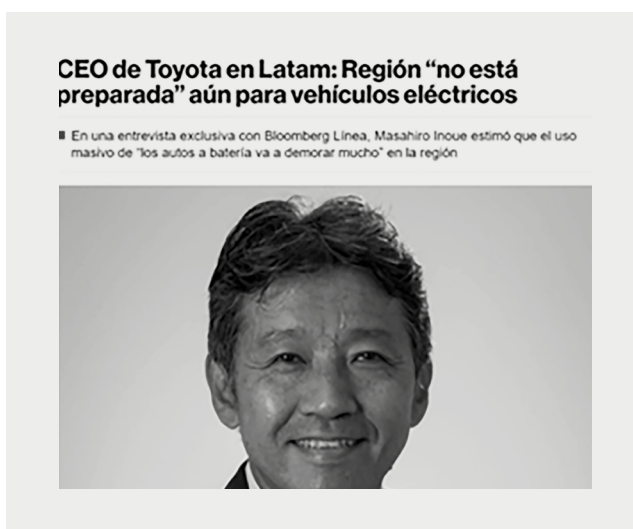 CEO de Toyota en Latam: Región “no está
preparada” aún para vehículos eléctricos
En una entrevista exclusiva con Bloomberg Línea, Masahiro Inoue estimó que el uso
masivo de “los autos a batería va a demorar mucho” en la región